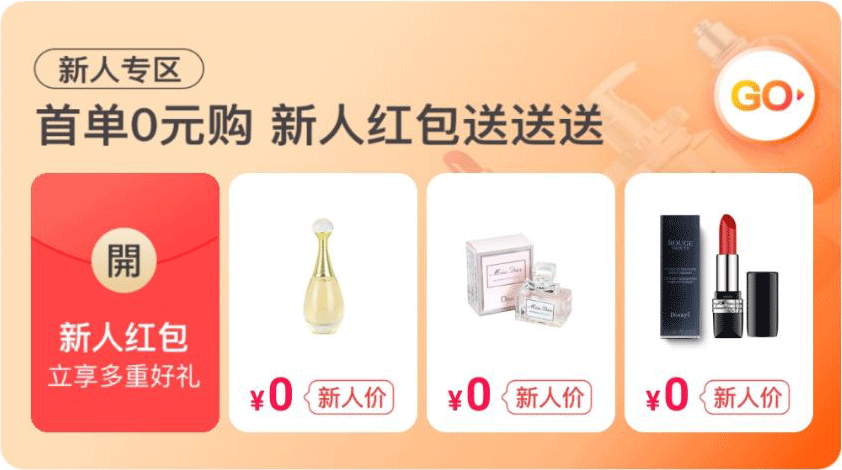 新人专区
首单0元购 新人红包送送送
GO
開
新人红包
立享多重好礼
Miss Dior
Miss Dior
Dior
ROUGE
¥0 新人价
¥0 新人价
¥0 新人价